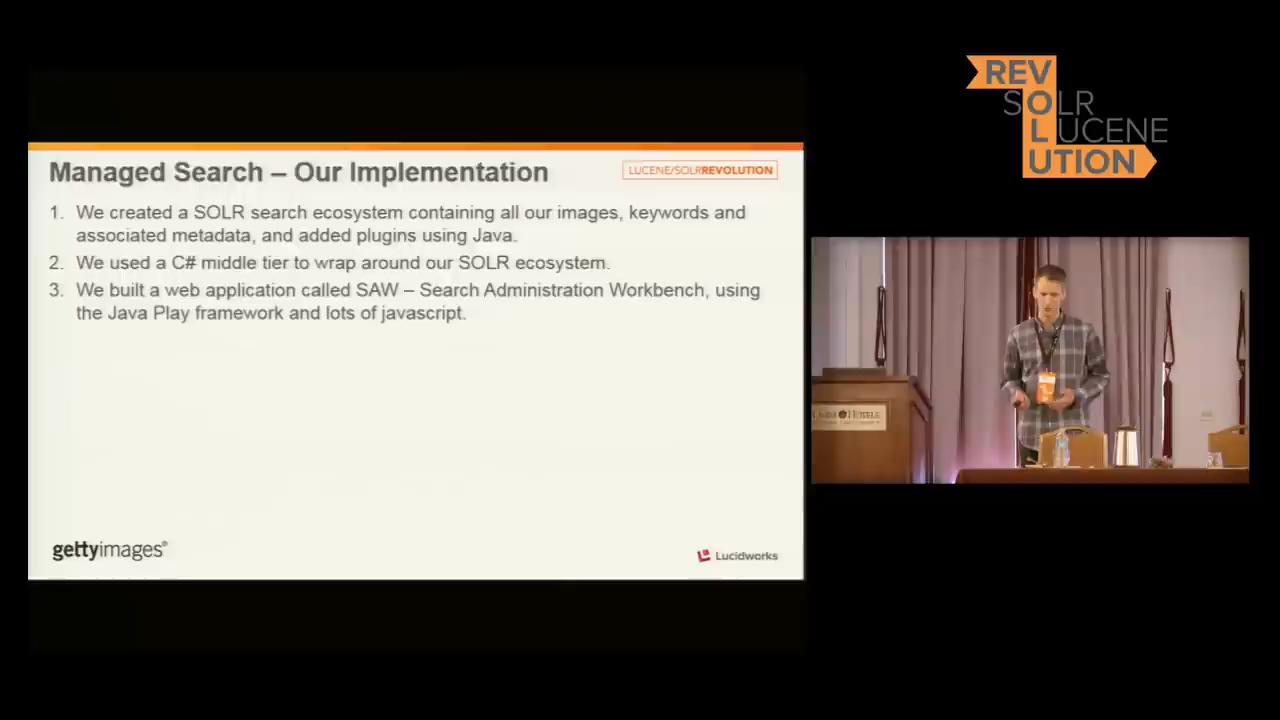 REV
SOLR
LUCENE
UTION
Managed Search – Our Implementation
LUCENE/SOLRREVOLUTION
1. We created a SOLR search ecosystem containing all our images, keywords and
associated metadata, and added plugins using Java.
2. We used a C# middle tier to wrap around our SOLR ecosystem.
3. We built a web application called SAW – Search Administration Workbench, using
the Java Play framework and lots of javascript.
HOTELS
gettyimages®
Lucidworks